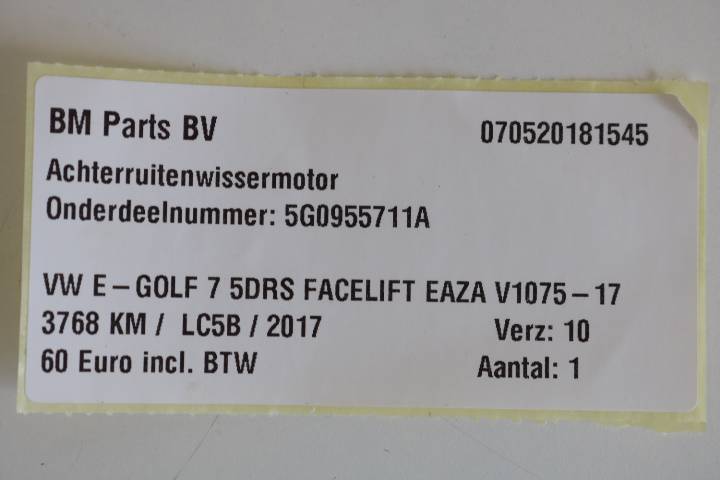 BM Parts BV 070520181545
Achterruitenwissermotor
Onderdeelnummer: 5G0955711A
VW E-GOLF 7 5DRS FACELIFT EAZA V1075-17
3768 KM / LC5B / 2017 Verz: 10
60 Euro incl. BTW Aantal: 1